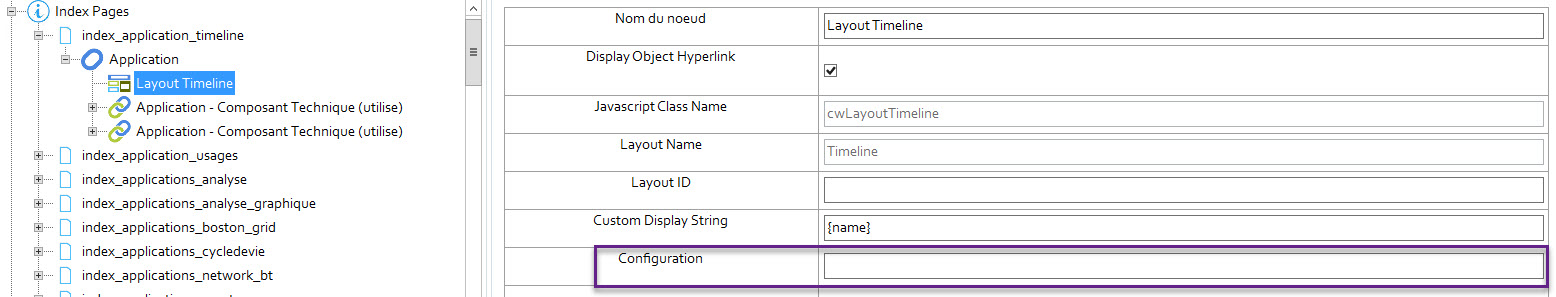 Index Pages
index_application_timeline
Application
Layout Timeline
Application - Composant Technique (utilise)
Application - Composant Technique (utilise)
index_application_usages
index_applications_analyse
index_applications_analyse_graphique
index_applications_boston_grid
index_applications_cycledevie
index_applications_network_bt
Nom du noeud Layout Timeline
Display Object Hyperlink
Javascript Class Name cwLayoutTimeline
Layout Name Timeline
Layout ID
Custom Display String {name}
Configuration